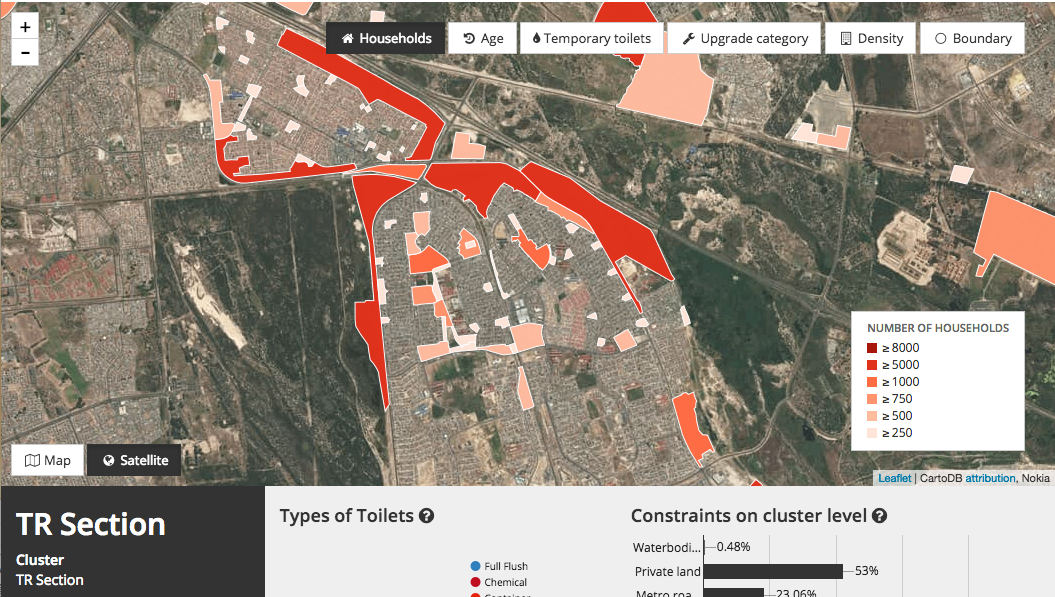 +
-
Households
Age
Temporary toilets
Upgrade category
Density
Boundary
NUMBER OF HOUSEHOLDS
≥ 8000
≥ 5000
≥ 1000
≥ 750
≥ 500
≥ 250
Map
Satellite
Leaflet | CartoDB attribution, Nokia
TR Section
Cluster
TR Section
Types of Toilets ?
Full Flush
Chemical
Container
Constraints on cluster level ?
Waterbodi... 0.48%
Private land 53%
Metro roa... 23.06%